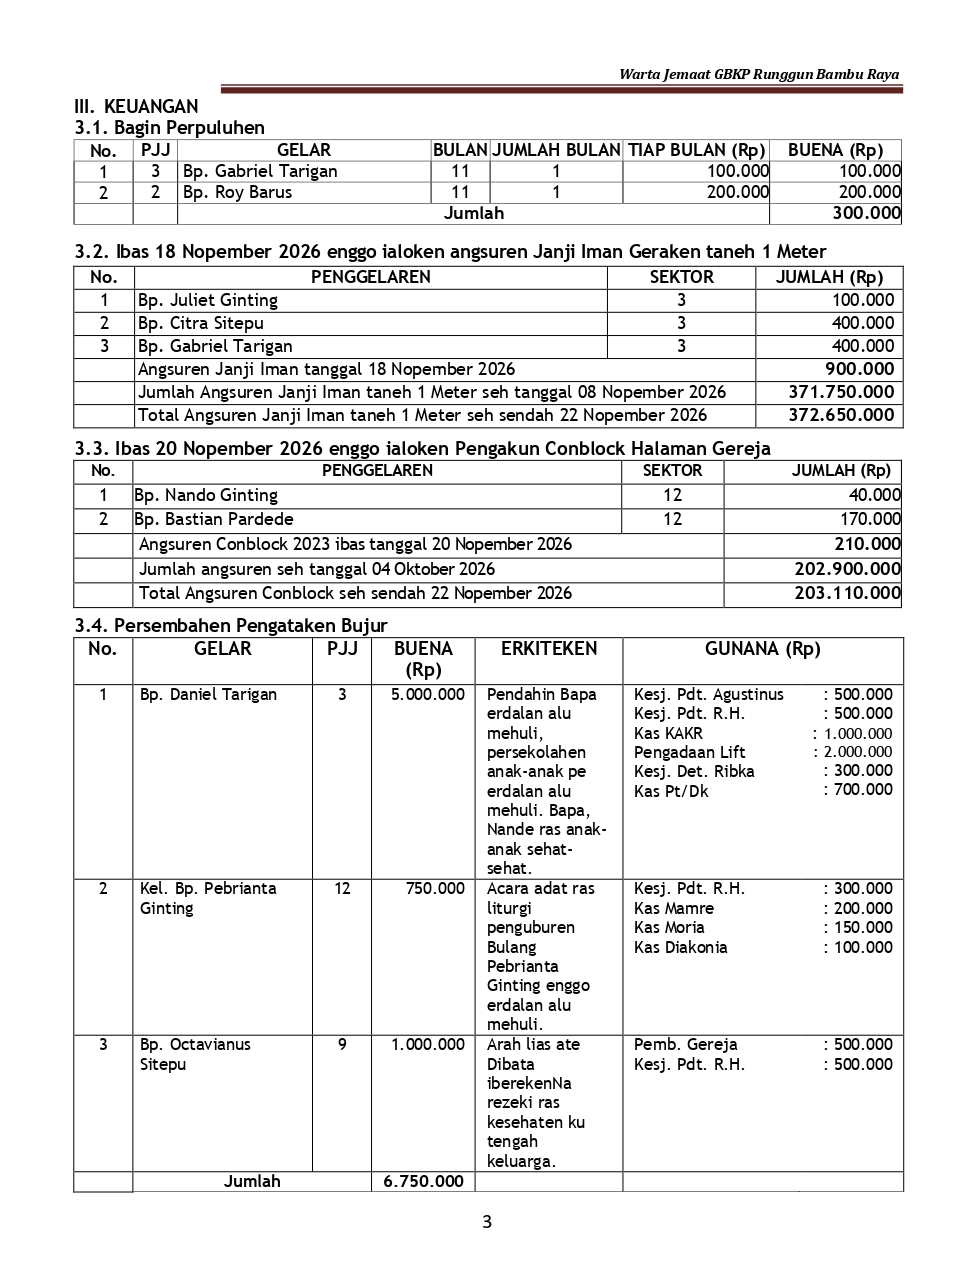 Warta Jemaat GBKP Runggun Bambu Raya
III. KEUANGAN
3.1. Bagin Perpuluhen
No. PJJ GELAR BULAN JUMLAH BULAN TIAP BULAN (Rp) BUENA (Rp)
1 3 Bp. Gabriel Tarigan 11 1 100.000 100.000
2 2 Bp. Roy Barus 11 1 200.000 200.000
Jumlah 300.000
3.2. Ibas 18 Nopember 2026 enggo ialoken angsuren Janji Iman Geraken taneh 1 Meter
No. PENGGELAREN SEKTOR JUMLAH (Rp)
1 Bp. Juliet Ginting 3 100.000
2 Bp. Citra Sitepu 3 400.000
3 Bp. Gabriel Tarigan 3 400.000
Angsuren Janji Iman tanggal 18 Nopember 2026 900.000
Jumlah Angsuren Janji Iman taneh 1 Meter seh tanggal 08 Nopember 2026 371.750.000
Total Angsuren Janji Iman taneh 1 Meter seh sendah 22 Nopember 2026 372.650.000
3.3. Ibas 20 Nopember 2026 enggo ialoken Pengakun Conblock Halaman Gereja
No. PENGGELAREN SEKTOR JUMLAH (Rp)
1 Bp. Nando Ginting 12 40.000
2 Bp. Bastian Pardede 12 170.000
Angsuren Conblock 2023 ibas tanggal 20 Nopember 2026 210.000
Jumlah angsuren seh tanggal 04 Oktober 2026 202.900.000
Total Angsuren Conblock seh sendah 22 Nopember 2026 203.110.000
3.4. Persembahen Pengataken Bujur
No. GELAR PJJ BUENA ERKITEKEN GUNANA (Rp)
(Rp)
1 Bp. Daniel Tarigan 3 5.000.000 Pendahin Bapa Kesj. Pdt. Agustinus : 500.000
erdalan alu Kesj. Pdt. R.H. : 500.000
mehuli, Kas KAKR : 1.000.000
persekolahen Pengadaan Lift : 2.000.000
anak-anak pe Kesj. Det. Ribka : 300.000
erdalan alu Kas Pt/Dk : 700.000
mehuli. Bapa,
Nande ras anak-
anak sehat-
sehat.
2 Kel. Bp. Pebrianta 12 750.000 Acara adat ras Kesj. Pdt. R.H. : 300.000
Ginting liturgi Kas Mamre : 200.000
penguburen Kas Moria : 150.000
Bulang Kas Diakonia : 100.000
Pebrianta
Ginting enggo
erdalan alu
mehuli.
3 Bp. Octavianus 9 1.000.000 Arah lias ate Pemb. Gereja : 500.000
Sitepu Dibata Kesj. Pdt. R.H. : 500.000
iberekenNa
rezeki ras
kesehaten ku
tengah
keluarga.
Jumlah 6.750.000
3